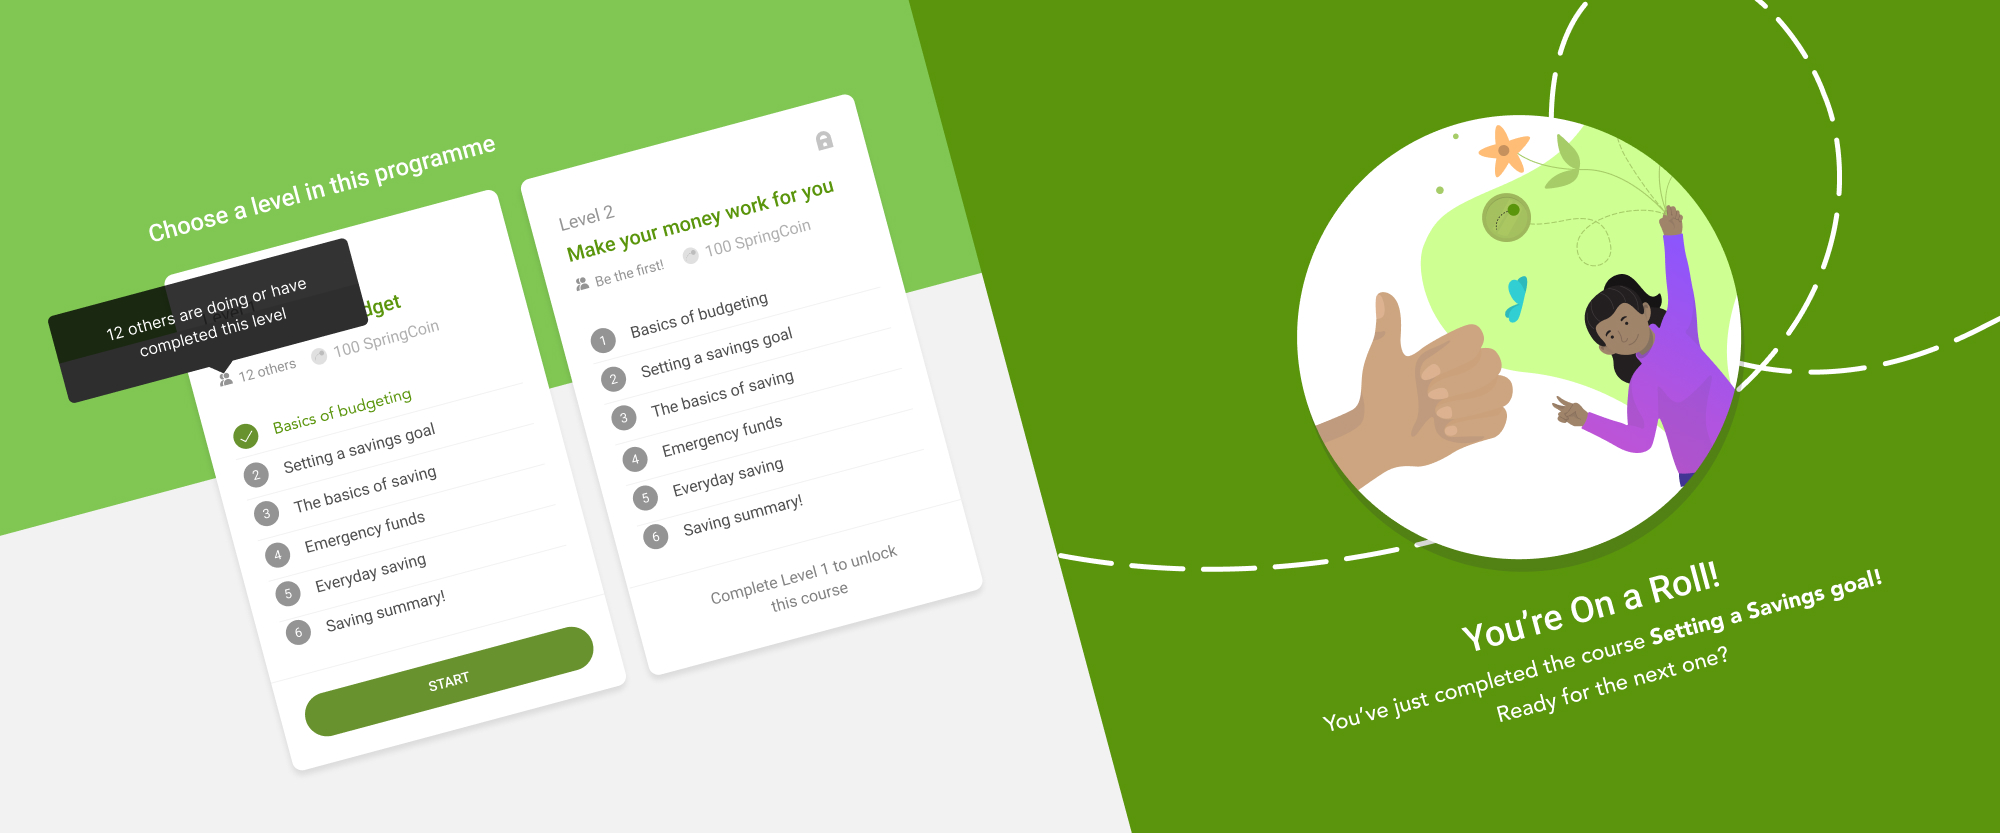 Choose a level in this programme
12 others are doing or have
completed this level
dget
12 others
100 SpringCoin
Basics of budgeting
2 Setting a savings goal
3 The basics of saving
4 Emergency funds
5 Everyday saving
6 Saving summary!
START
Level 2
Make your money work for you
Be the first!
100 SpringCoin
1 Basics of budgeting
2 Setting a savings goal
3 The basics of saving
4 Emergency funds
5 Everyday saving
6 Saving summary!
Complete Level 1 to unlock
this course
You’re On a Roll!
You’ve just completed the course Setting a Savings goal!
Ready for the next one?